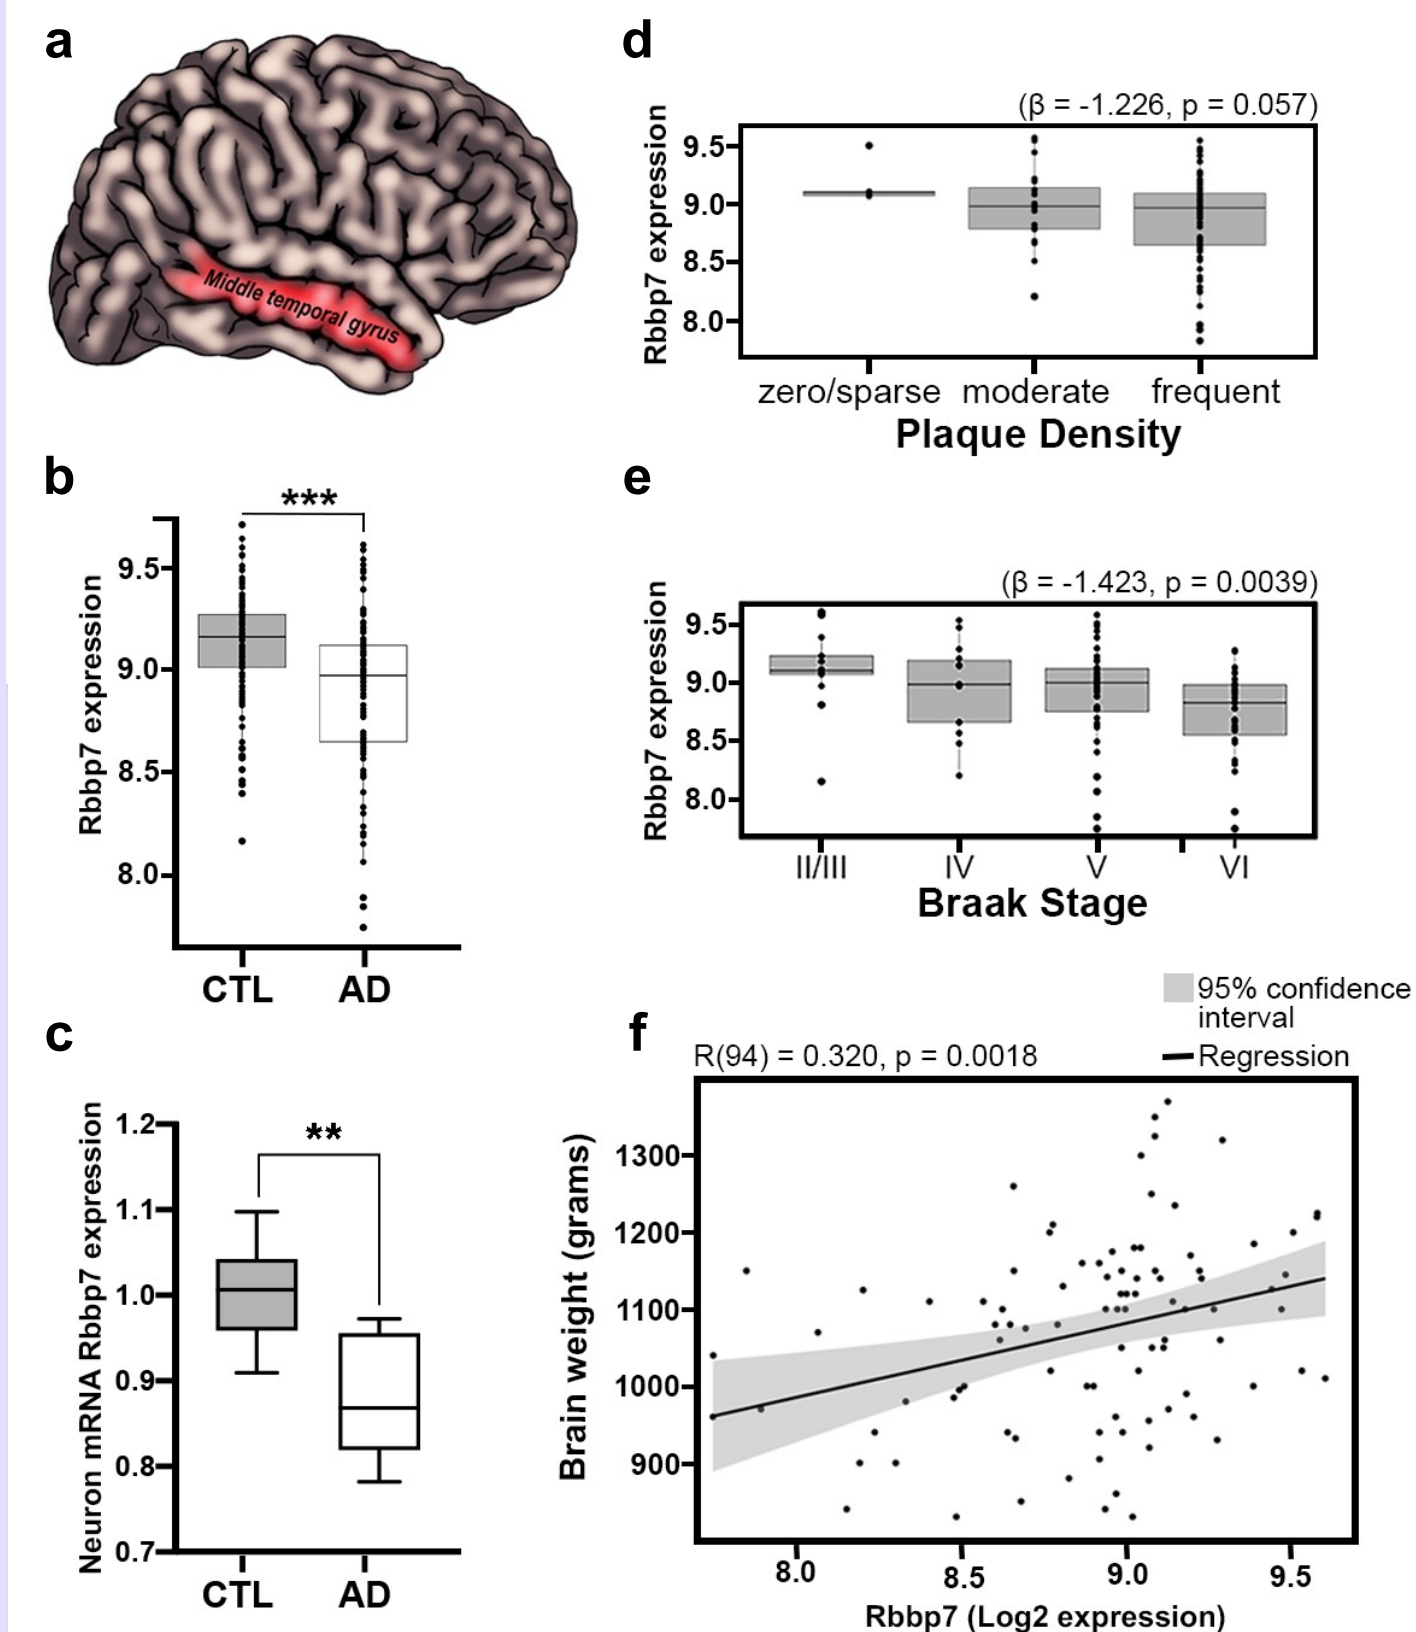 a
Middle temporal gyrus
b
***
Rbbp7 expression
9.5
9.0
8.5
8.0
CTL AD
c
**
Neuron mRNA Rbbp7 expression
1.2
1.1
1.0
0.9
0.8
0.7
CTL AD
d
(β = -1.226, p = 0.057)
Rbbp7 expression
9.5
9.0
8.5
8.0
zero/sparse moderate frequent
Plaque Density
e
(β = -1.423, p = 0.0039)
Rbbp7 expression
9.5
9.0
8.5
8.0
II/III IV V VI
Braak Stage
f
95% confidence
interval
R(94) = 0.320, p = 0.0018
Regression
Brain weight (grams)
1300
1200
1100
1000
900
8.0 8.5 9.0 9.5
Rbbp7 (Log2 expression)